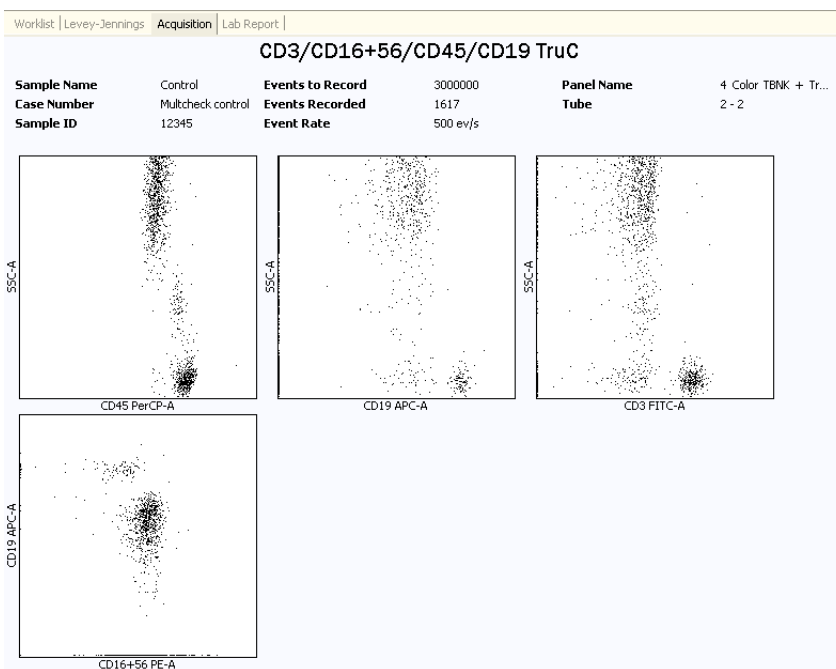 Worklist Levey-Jennings Acquisition Lab Report
CD3/CD16+56/CD45/CD19 TruC
Sample Name Control Events to Record 3000000 Panel Name 4 Color TBNK + Tr...
Case Number Multcheck control Events Recorded 1617 Tube 2 - 2
Sample ID 12345 Event Rate 500 ev/s
SSC-A
CD45 PerCP-A
SSC-A
CD19 APC-A
SSC-A
CD3 FITC-A
CD19 APC-A
CD16+56 PE-A